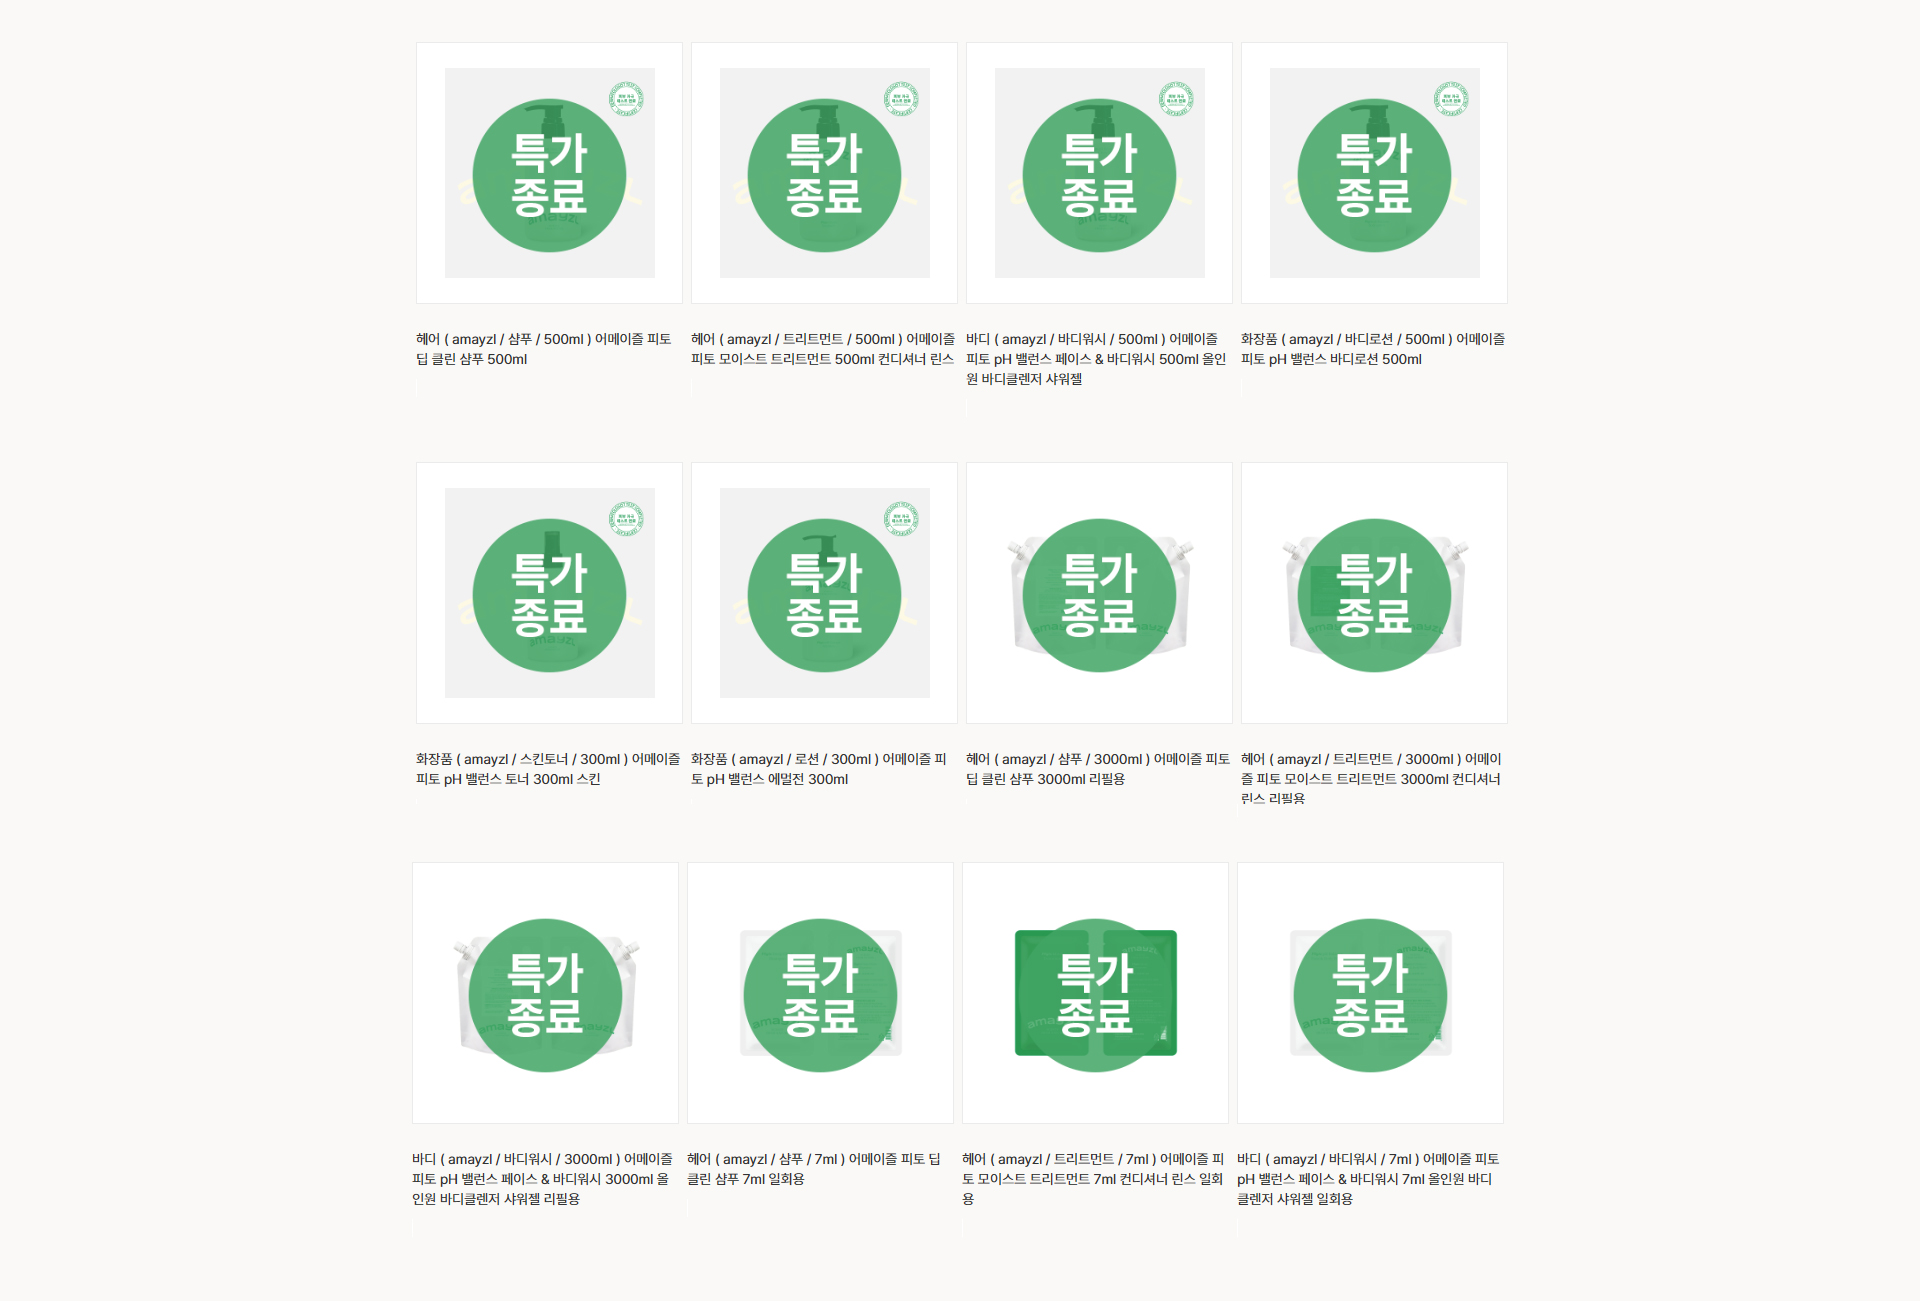 특가
종료
특가
종료
특가
종료
특가
종료
헤어 ( amayzl / 샴푸 / 500ml ) 어메이즐 피토
딥 클린 샴푸 500ml
헤어 ( amayzl / 트리트먼트 / 500ml ) 어메이즐
피토 모이스트 트리트먼트 500ml 컨디셔너 린스
바디 ( amayzl / 바디워시 / 500ml ) 어메이즐
피토 pH 밸런스 페이스 & 바디워시 500ml 올인
원 바디클렌저 샤워젤
화장품 ( amayzl / 바디로션 / 500ml ) 어메이즐
피토 pH 밸런스 바디로션 500ml
특가
종료
특가
종료
특가
종료
특가
종료
화장품 ( amayzl / 스킨토너 / 300ml ) 어메이즐
피토 pH 밸런스 토너 300ml 스킨
화장품 ( amayzl / 로션 / 300ml ) 어메이즐 피
토 pH 밸런스 에멀전 300ml
헤어 ( amayzl / 샴푸 / 3000ml ) 어메이즐 피토
딥 클린 샴푸 3000ml 리필용
헤어 ( amayzl / 트리트먼트 / 3000ml ) 어메이
즐 피토 모이스트 트리트먼트 3000ml 컨디셔너
린스 리필용
특가
종료
특가
종료
특가
종료
특가
종료
바디 ( amayzl / 바디워시 / 3000ml ) 어메이즐
피토 pH 밸런스 페이스 & 바디워시 3000ml 올
인원 바디클렌저 샤워젤 리필용
헤어 ( amayzl / 샴푸 / 7ml ) 어메이즐 피토 딥
클린 샴푸 7ml 일회용
헤어 ( amayzl / 트리트먼트 / 7ml ) 어메이즐 피
토 모이스트 트리트먼트 7ml 컨디셔너 린스 일회
용
바디 ( amayzl / 바디워시 / 7ml ) 어메이즐 피토
pH 밸런스 페이스 & 바디워시 7ml 올인원 바디
클렌저 샤워젤 일회용